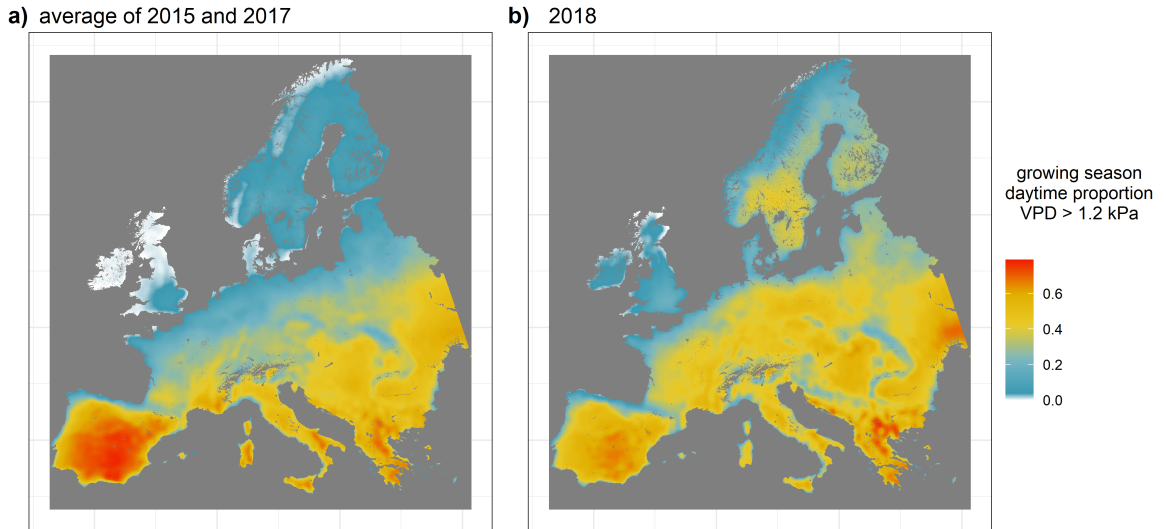 a) average of 2015 and 2017
b) 2018
growing season
daytime proportion
VPD > 1.2 kPa
0.6
0.4
0.2
0.0